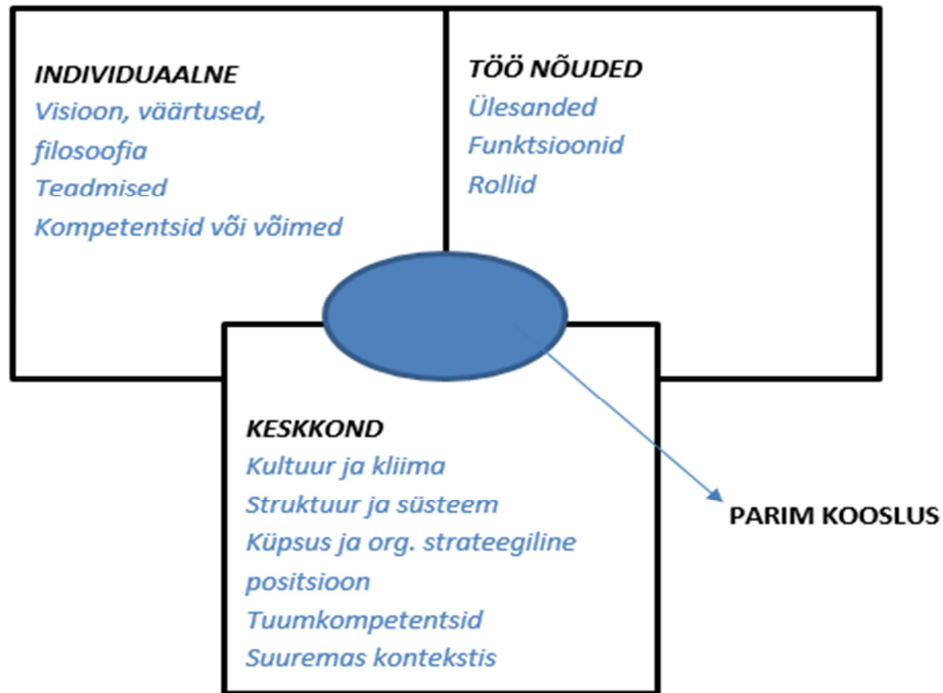 INDIVIDUAALNE
Visioon, väärtused,
filosoofia
Teadmised
Kompetentsid või võimed
TÖÖ NÕUDED
Ülesanded
Funktsioonid
Rollid
KESKKOND
Kultuur ja kliima
Struktuur ja süsteem
Küpsus ja org. strateegiline
positsioon
Tuumkompetentsid
Suuremas kontekstis
PARIM KOOSLUS